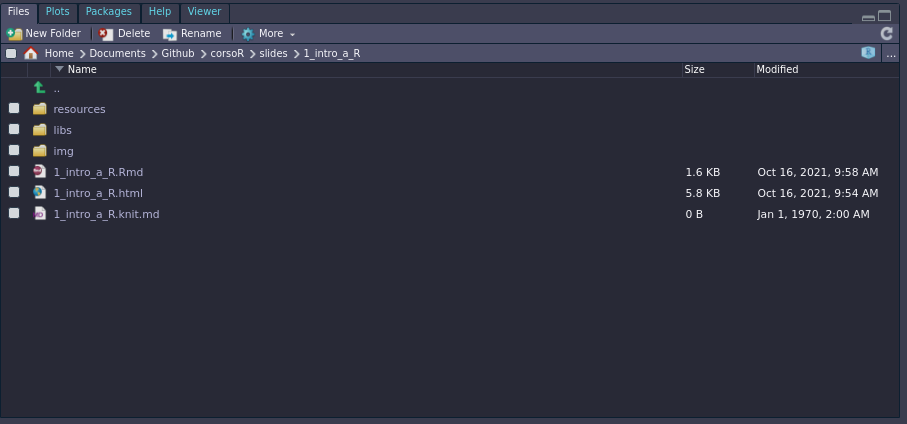 Files Plots Packages Help Viewer
New Folder Delete Rename More
Home Documents Github corsoR slides 1_intro_a_R ...
Name Size Modified
..
resources
libs
img
1_intro_a_R.Rmd 1.6 KB Oct 16, 2021, 9:58 AM
1_intro_a_R.html 5.8 KB Oct 16, 2021, 9:54 AM
1_intro_a_R.knit.md 0 B Jan 1, 1970, 2:00 AM